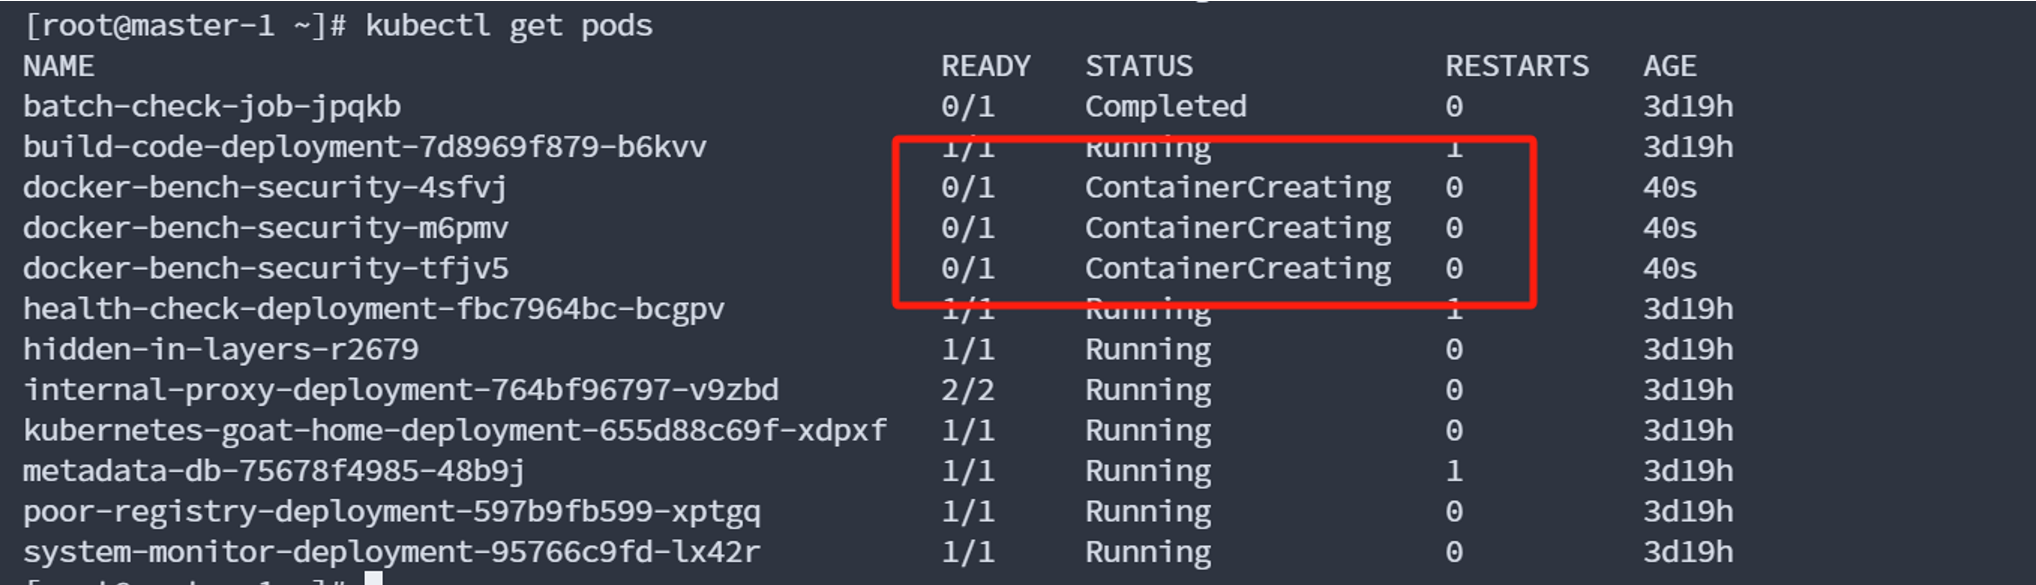 [root@master-1 ~]# kubectl get pods
NAME READY STATUS RESTARTS AGE
batch-check-job-jpqkb 0/1 Completed 0 3d19h
build-code-deployment-7d8969f879-b6kvv 1/1 Running 1 3d19h
docker-bench-security-4sfvj 0/1 ContainerCreating 0 40s
docker-bench-security-m6pmv 0/1 ContainerCreating 0 40s
docker-bench-security-tfjv5 0/1 ContainerCreating 0 40s
health-check-deployment-fbc7964bc-bcgpv 1/1 Running 1 3d19h
hidden-in-layers-r2679 1/1 Running 0 3d19h
internal-proxy-deployment-764bf96797-v9zbd 2/2 Running 0 3d19h
kubernetes-goat-home-deployment-655d88c69f-xdpxf 1/1 Running 0 3d19h
metadata-db-75678f4985-48b9j 1/1 Running 1 3d19h
poor-registry-deployment-597b9fb599-xptgq 1/1 Running 0 3d19h
system-monitor-deployment-95766c9fd-lx42r 1/1 Running 0 3d19h